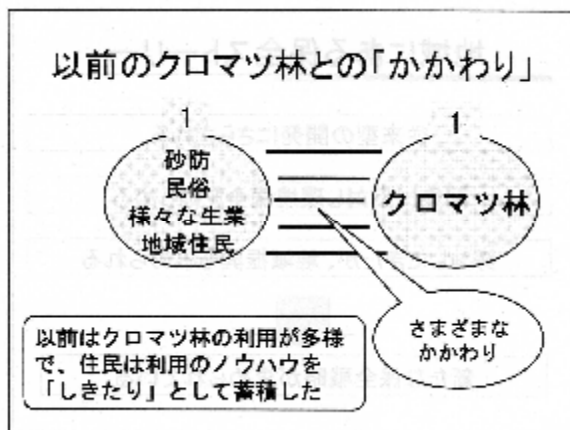 以前のクロマツ林との「かかわり」
1
1
砂防
民俗
様々な生業
地域住民
クロマツ林
さまざまな
かかわり
以前はクロマツ林の利用が多様
で、住民は利用のノウハウを
「しきたり」として蓄積した